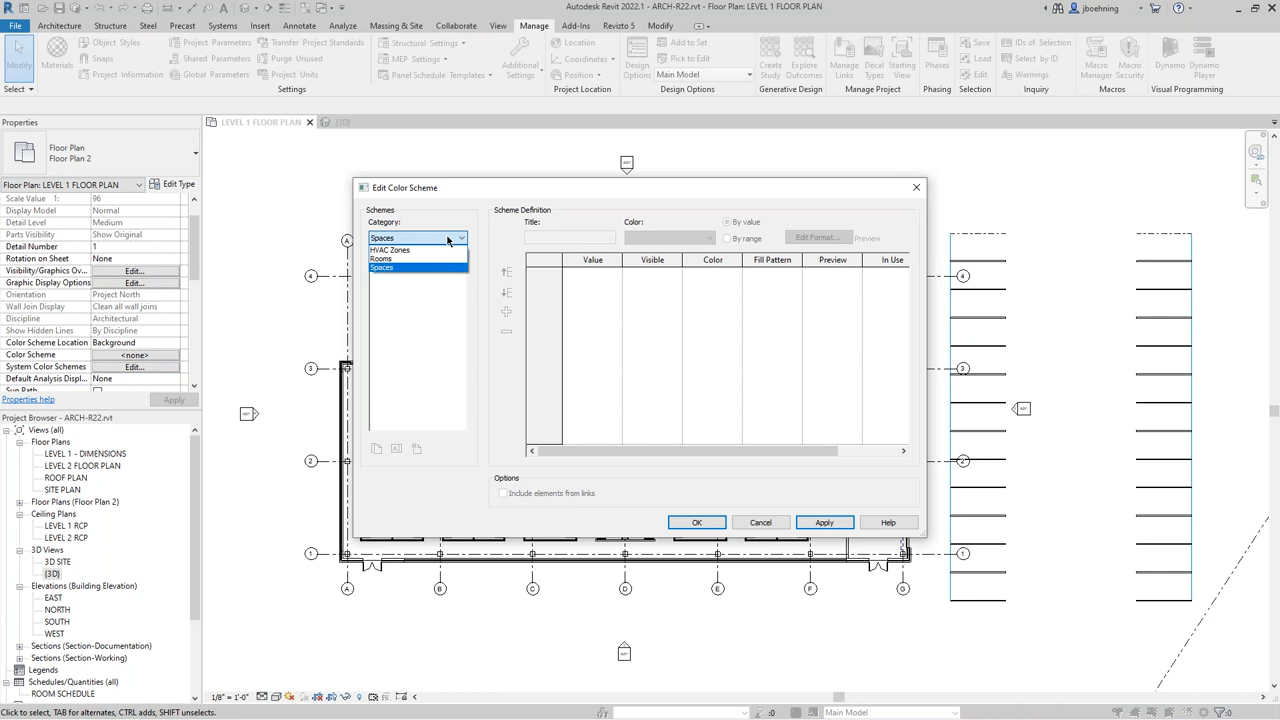 Autodesk Revit 2022.1 - ARCH-R22.rvt - Floor Plan: LEVEL 1 FLOOR PLAN
jboehning
File Architecture Structure Steel Precast Systems Insert Annotate Analyze Massing & Site Collaborate View Manage Add-Ins Revizto 5 Modify
Modify
Materials
Object Styles
Snaps
Project Information
Project Parameters
Shared Parameters
Global Parameters
Transfer Project Standards
Purge Unused
Project Units
Structural Settings
MEP Settings
Panel Schedule Templates
Additional Settings
Location
Coordinates
Position
Design Options
Add to Set
Pick to Edit
Main Model
Create Study
Explore Outcomes
Manage Links
Decal Types
Starting View
Phases
Save
Load
Edit
IDs of Selection
Select by ID
Warnings
Macro Manager
Macro Security
Dynamo
Dynamo Player
Select
Settings
Project Location
Design Options
Generative Design
Manage Project
Phasing
Selection
Inquiry
Macros
Visual Programming
Properties
LEVEL 1 FLOOR PLAN
{3D}
Floor Plan
Floor Plan 2
Floor Plan: LEVEL 1 FLOOR PLAN
Edit Type
Scale Value 1: 96
Display Model Normal
Detail Level Medium
Parts Visibility Show Original
Detail Number 1
Rotation on Sheet None
Visibility/Graphics Ov... Edit...
Graphic Display Options Edit...
Orientation Project North
Wall Join Display Clean all wall joins
Discipline Architectural
Show Hidden Lines By Discipline
Color Scheme Location Background
Color Scheme <none>
System Color Schemes Edit...
Default Analysis Displ... None
Sun Path
Properties help
Apply
Project Browser - ARCH-R22.rvt
Views (all)
Floor Plans
LEVEL 1 - DIMENSIONS
LEVEL 2 FLOOR PLAN
ROOF PLAN
SITE PLAN
Floor Plans (Floor Plan 2)
Ceiling Plans
LEVEL 1 RCP
LEVEL 2 RCP
3D Views
3D SITE
{3D}
Elevations (Building Elevation)
EAST
NORTH
SOUTH
WEST
Sections (Section-Documentation)
Sections (Section-Working)
Legends
Schedules/Quantities (all)
ROOM SCHEDULE
Edit Color Scheme
Schemes
Category:
Spaces
HVAC Zones
Rooms
Spaces
Scheme Definition
Title:
Color:
By value
By range
Edit Format...
Preview
Value Visible Color Fill Pattern Preview In Use
Options
Include elements from links
OK Cancel Apply Help
A
4 4
3 3
2 2
1 1
A B C D E F G
1/8" = 1'-0"
Click to select, TAB for alternates, CTRL adds, SHIFT unselects.
:0
Main Model
:0